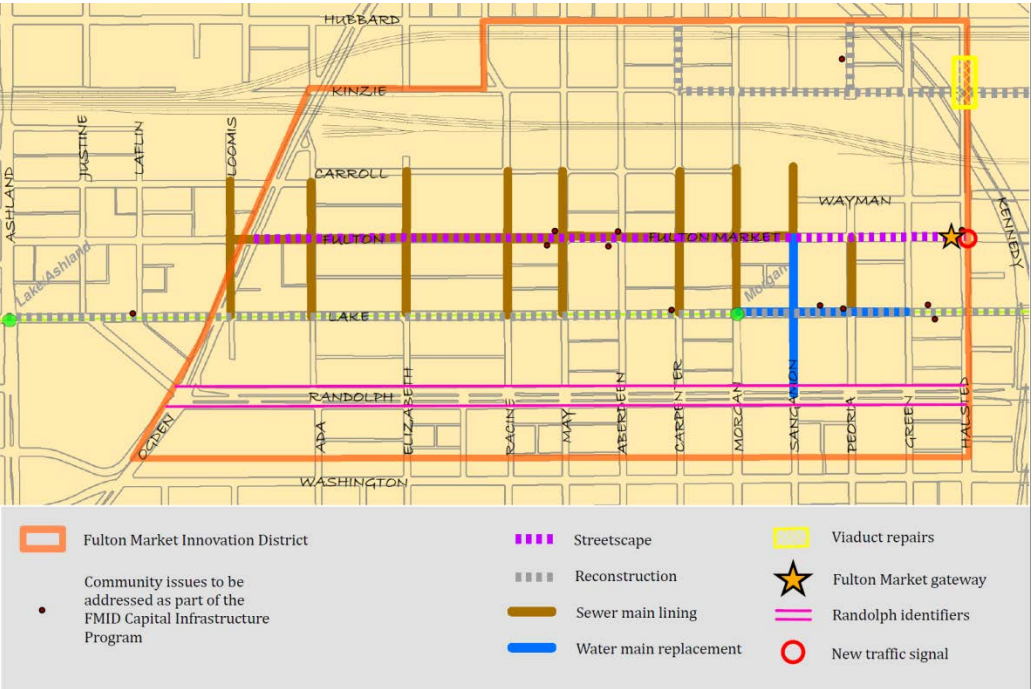 HUBBARD
KINZIE
ASHLAND
JUSTINE
LAFLIN
LOOMIS
CARROLL
WAYMAN
KENNEDY
FULTON
FULTON MARKET
Lake/Ashland
Morgan
LAKE
RANDOLPH
OGDEN
ADA
ELIZABETH
RACINE
MAY
ABERDEEN
CARPENTER
MORGAN
SANGAMON
PEORIA
GREEN
HALSTED
WASHINGTON
Fulton Market Innovation District
Community issues to be
addressed as part of the
FMID Capital Infrastructure
Program
Streetscape
Reconstruction
Sewer main lining
Water main replacement
Viaduct repairs
Fulton Market gateway
Randolph identifiers
New traffic signal